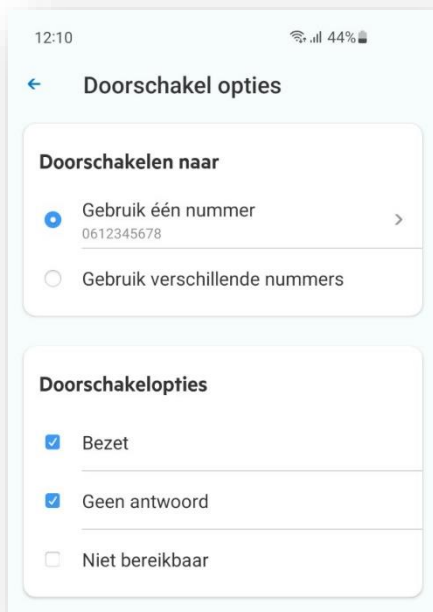 12:10 44%
Doorschakel opties
Doorschakelen naar
Gebruik één nummer
0612345678
Gebruik verschillende nummers
Doorschakelopties
Bezet
Geen antwoord
Niet bereikbaar